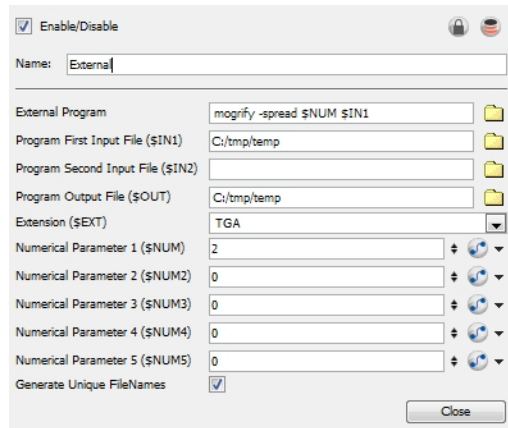 Enable/Disable
Name: External
External Program mogrify -spread $NUM $IN1
Program First Input File ($IN1) C:/tmp/temp
Program Second Input File ($IN2)
Program Output File ($OUT) C:/tmp/temp
Extension ($EXT) TGA
Numerical Parameter 1 ($NUM) 2
Numerical Parameter 2 ($NUM2) 0
Numerical Parameter 3 ($NUM3) 0
Numerical Parameter 4 ($NUM4) 0
Numerical Parameter 5 ($NUM5) 0
Generate Unique FileNames
Close